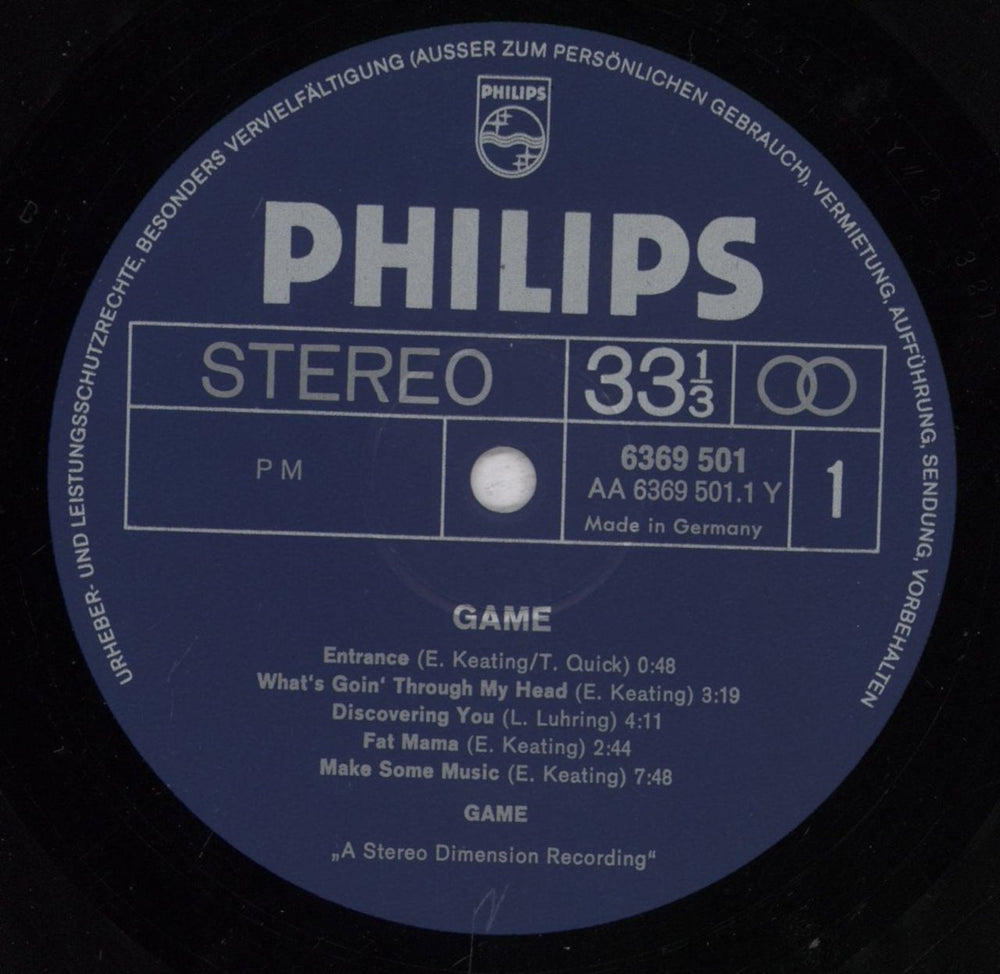 URHEBER- UND LEISTUNGSSCHUTZRECHTE, BESONDERS VERVIELFÄLTIGUNG (AUSSER ZUM PERSÖNLICHEN GEBRAUCH), VERMIETUNG, AUFFÜHRUNG, SENDUNG, VORBEHALTEN
PHILIPS
PHILIPS
STEREO 33 1/3
PM 6369 501 1
AA 6369 501.1 Y
Made in Germany
GAME
Entrance (E. Keating/T. Quick) 0:48
What's Goin' Through My Head (E. Keating) 3:19
Discovering You (L. Luhring) 4:11
Fat Mama (E. Keating) 2:44
Make Some Music (E. Keating) 7:48
GAME
„A Stereo Dimension Recording“